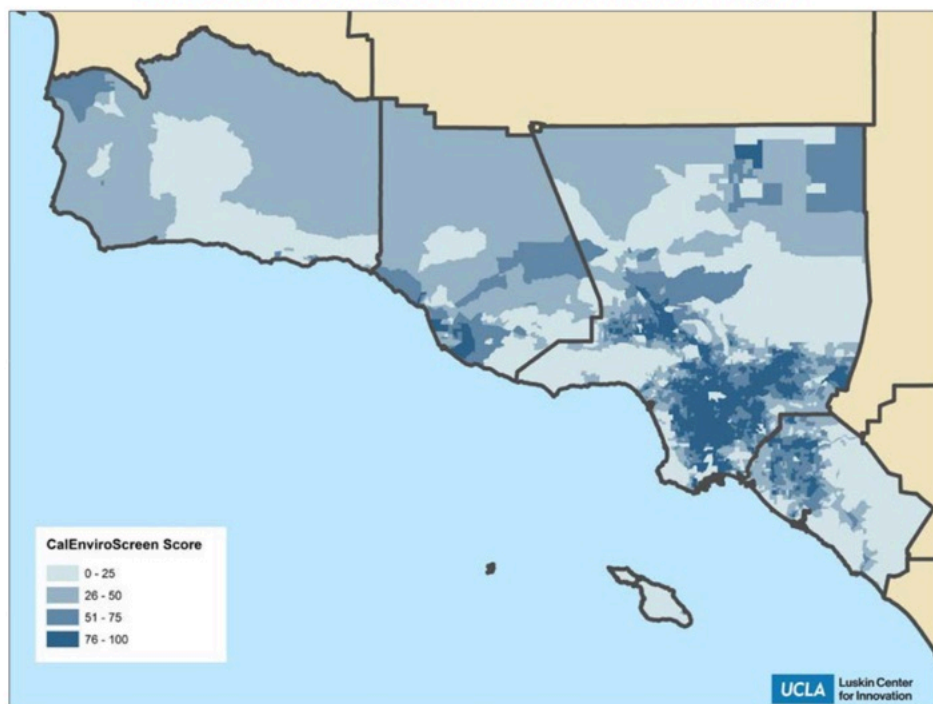 CalEnviroScreen Score
0 - 25
26 - 50
51 - 75
76 - 100
UCLA
Luskin Center
for Innovation